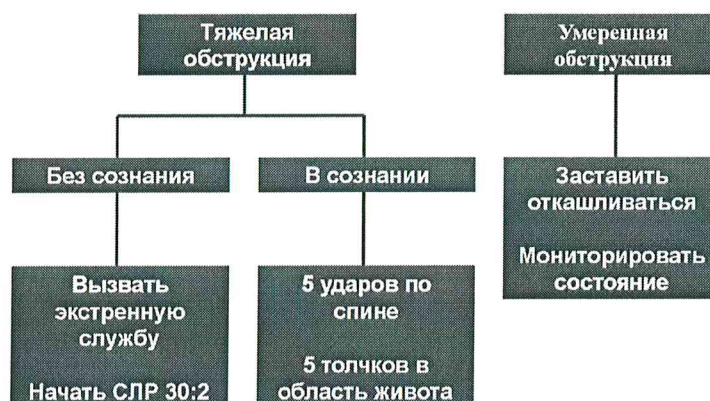 Тяжелая
обструкция
Умеренная
обструкция
Без сознания
В сознании
Заставить
откашливаться
Мониторировать
состояние
Вызвать
экстренную
службу
Начать СЛР 30:2
5 ударов по
спине
5 толчков в
область живота